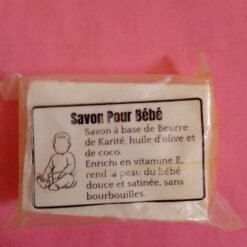 Savon Pour Bébé
Savon à base de Beurre
de Karité, huile d'olive et
de coco.
Enrichi en vitamine E,
rend la peau du bébé
douce et satinée, sans
bourbouilles.